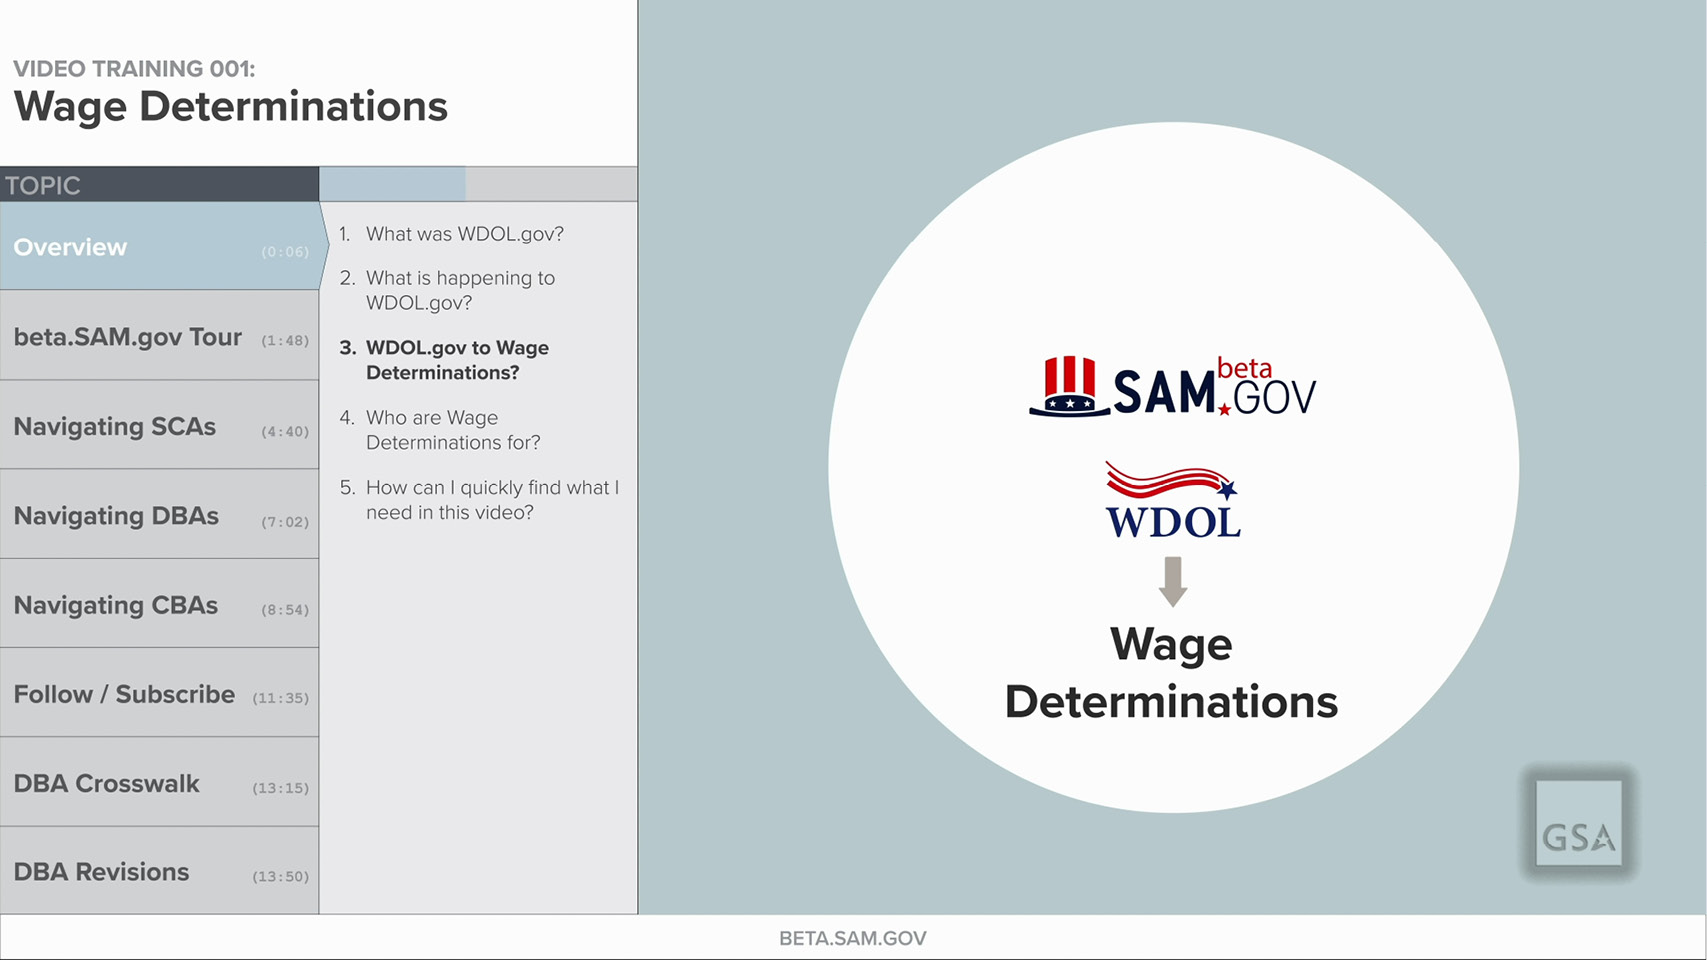 VIDEO TRAINING 001:
Wage Determinations
TOPIC
Overview (0:06)
beta.SAM.gov Tour (1:48)
Navigating SCAs (4:40)
Navigating DBAs (7:02)
Navigating CBAs (8:54)
Follow / Subscribe (11:35)
DBA Crosswalk (13:15)
DBA Revisions (13:50)
1. What was WDOL.gov?
2. What is happening to
WDOL.gov?
3. WDOL.gov to Wage
Determinations?
4. Who are Wage
Determinations for?
5. How can I quickly find what I
need in this video?
beta
SAM.GOV
WDOL
Wage
Determinations
GSA
BETA.SAM.GOV